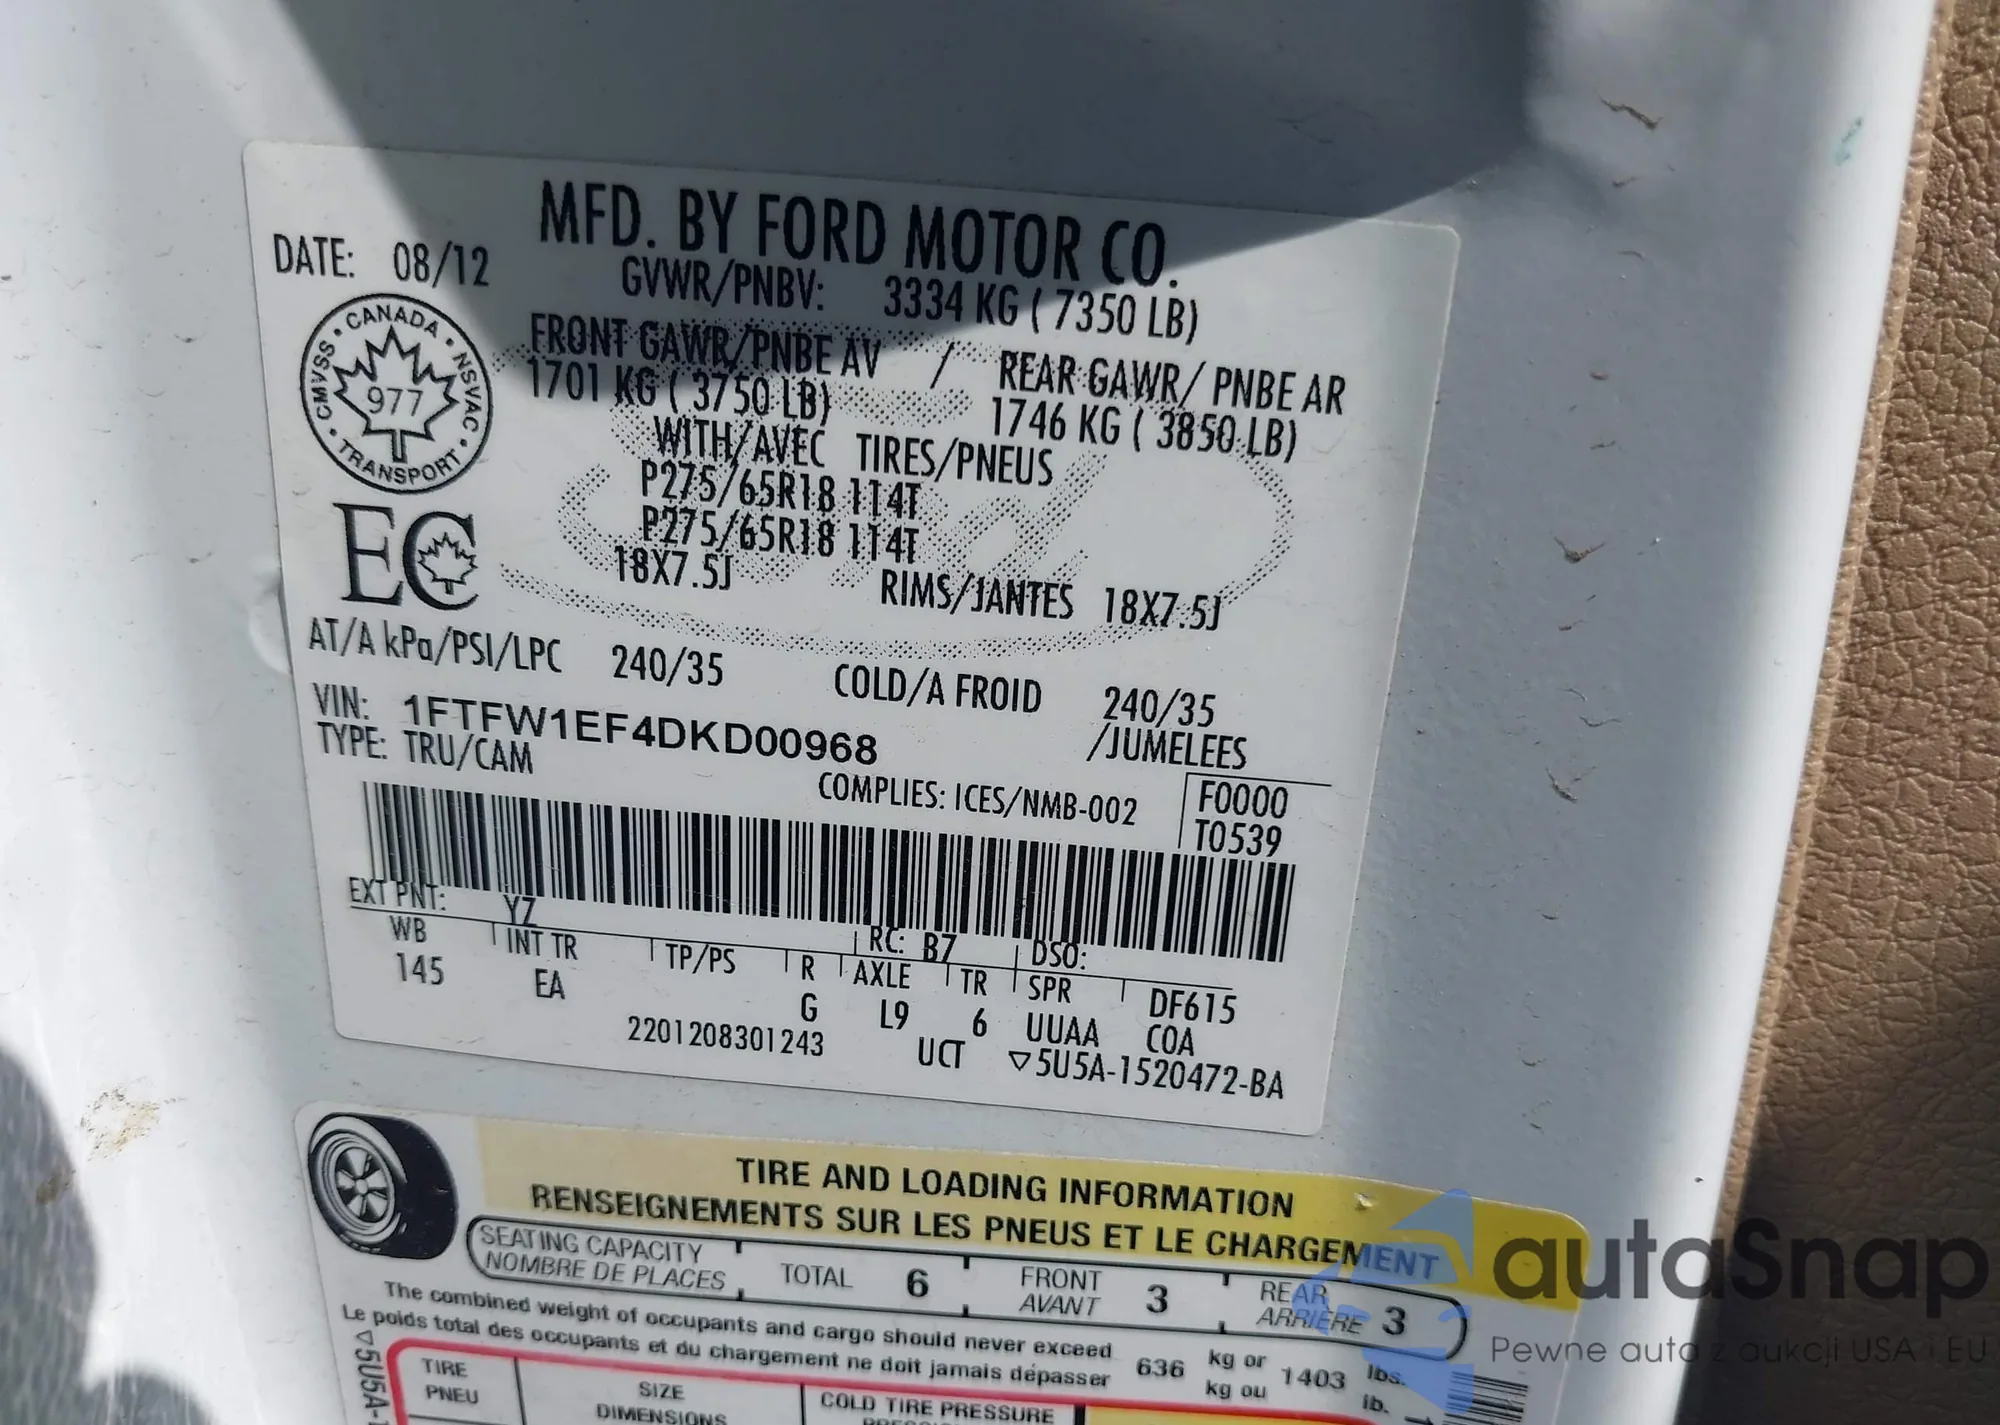 MFD. BY FORD MOTOR CO.
DATE: 08/12
GVWR/PNBV: 3334 KG ( 7350 LB)
FRONT GAWR/PNBE AV / REAR GAWR/ PNBE AR
1701 KG ( 3750 LB) 1746 KG ( 3850 LB)
WITH/AVEC TIRES/PNEUS
P275/65R18 114T
P275/65R18 114T
18X7.5J RIMS/JANTES 18X7.5J
CANADA · NSVAC · TRANSPORT · CMVSS
977
EC
AT/A kPa/PSI/LPC 240/35 COLD/A FROID 240/35
VIN: 1FTFW1EF4DKD00968 /JUMELEES
TYPE: TRU/CAM
COMPLIES: ICES/NMB-002 F0000
T0539
EXT PNT: YZ RC: B7 DSO:
WB INT TR TP/PS R AXLE TR SPR DF615
145 EA G L9 6 UUAA COA
2201208301243 UCT ▽5U5A-1520472-BA
TIRE AND LOADING INFORMATION
RENSEIGNEMENTS SUR LES PNEUS ET LE CHARGEMENT
SEATING CAPACITY TOTAL 6 FRONT 3 REAR 3
NOMBRE DE PLACES AVANT ARRIÈRE
The combined weight of occupants and cargo should never exceed 636 kg or 1403 lbs.
Le poids total des occupants et du chargement ne doit jamais dépasser kg ou lb.
▽5U5A-
TIRE SIZE COLD TIRE PRESSURE
PNEU DIMENSIONS
autoSnap
Pewne auta z aukcji USA i EU